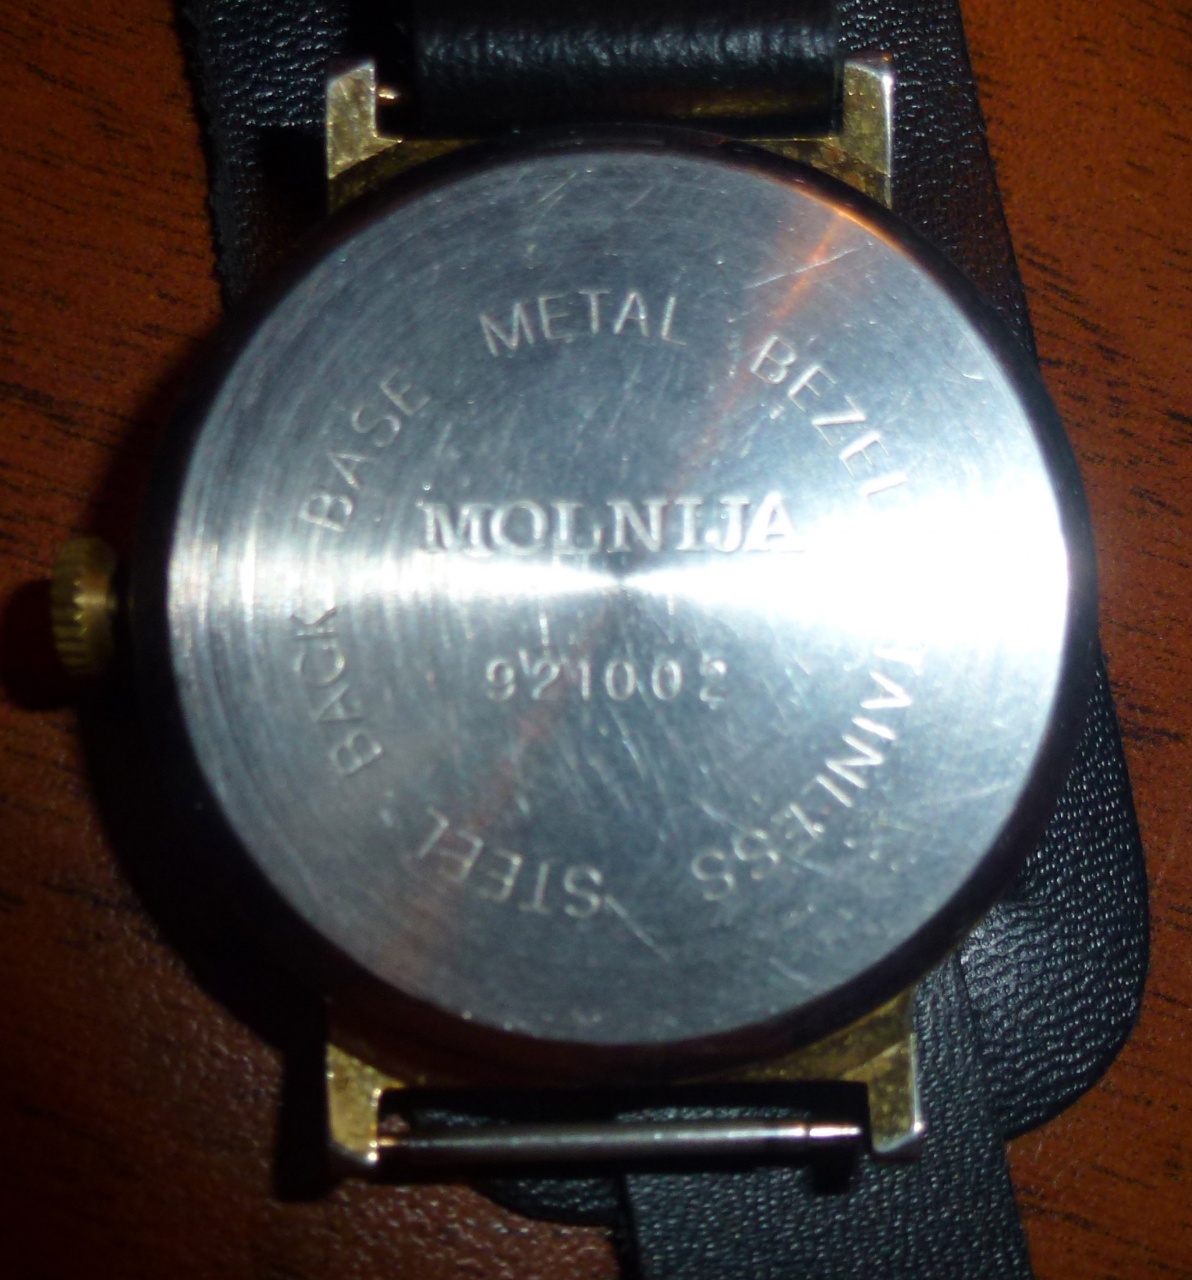 BASE METAL BEZEL
STAINLESS STEEL BACK
MOLNIJA
921002